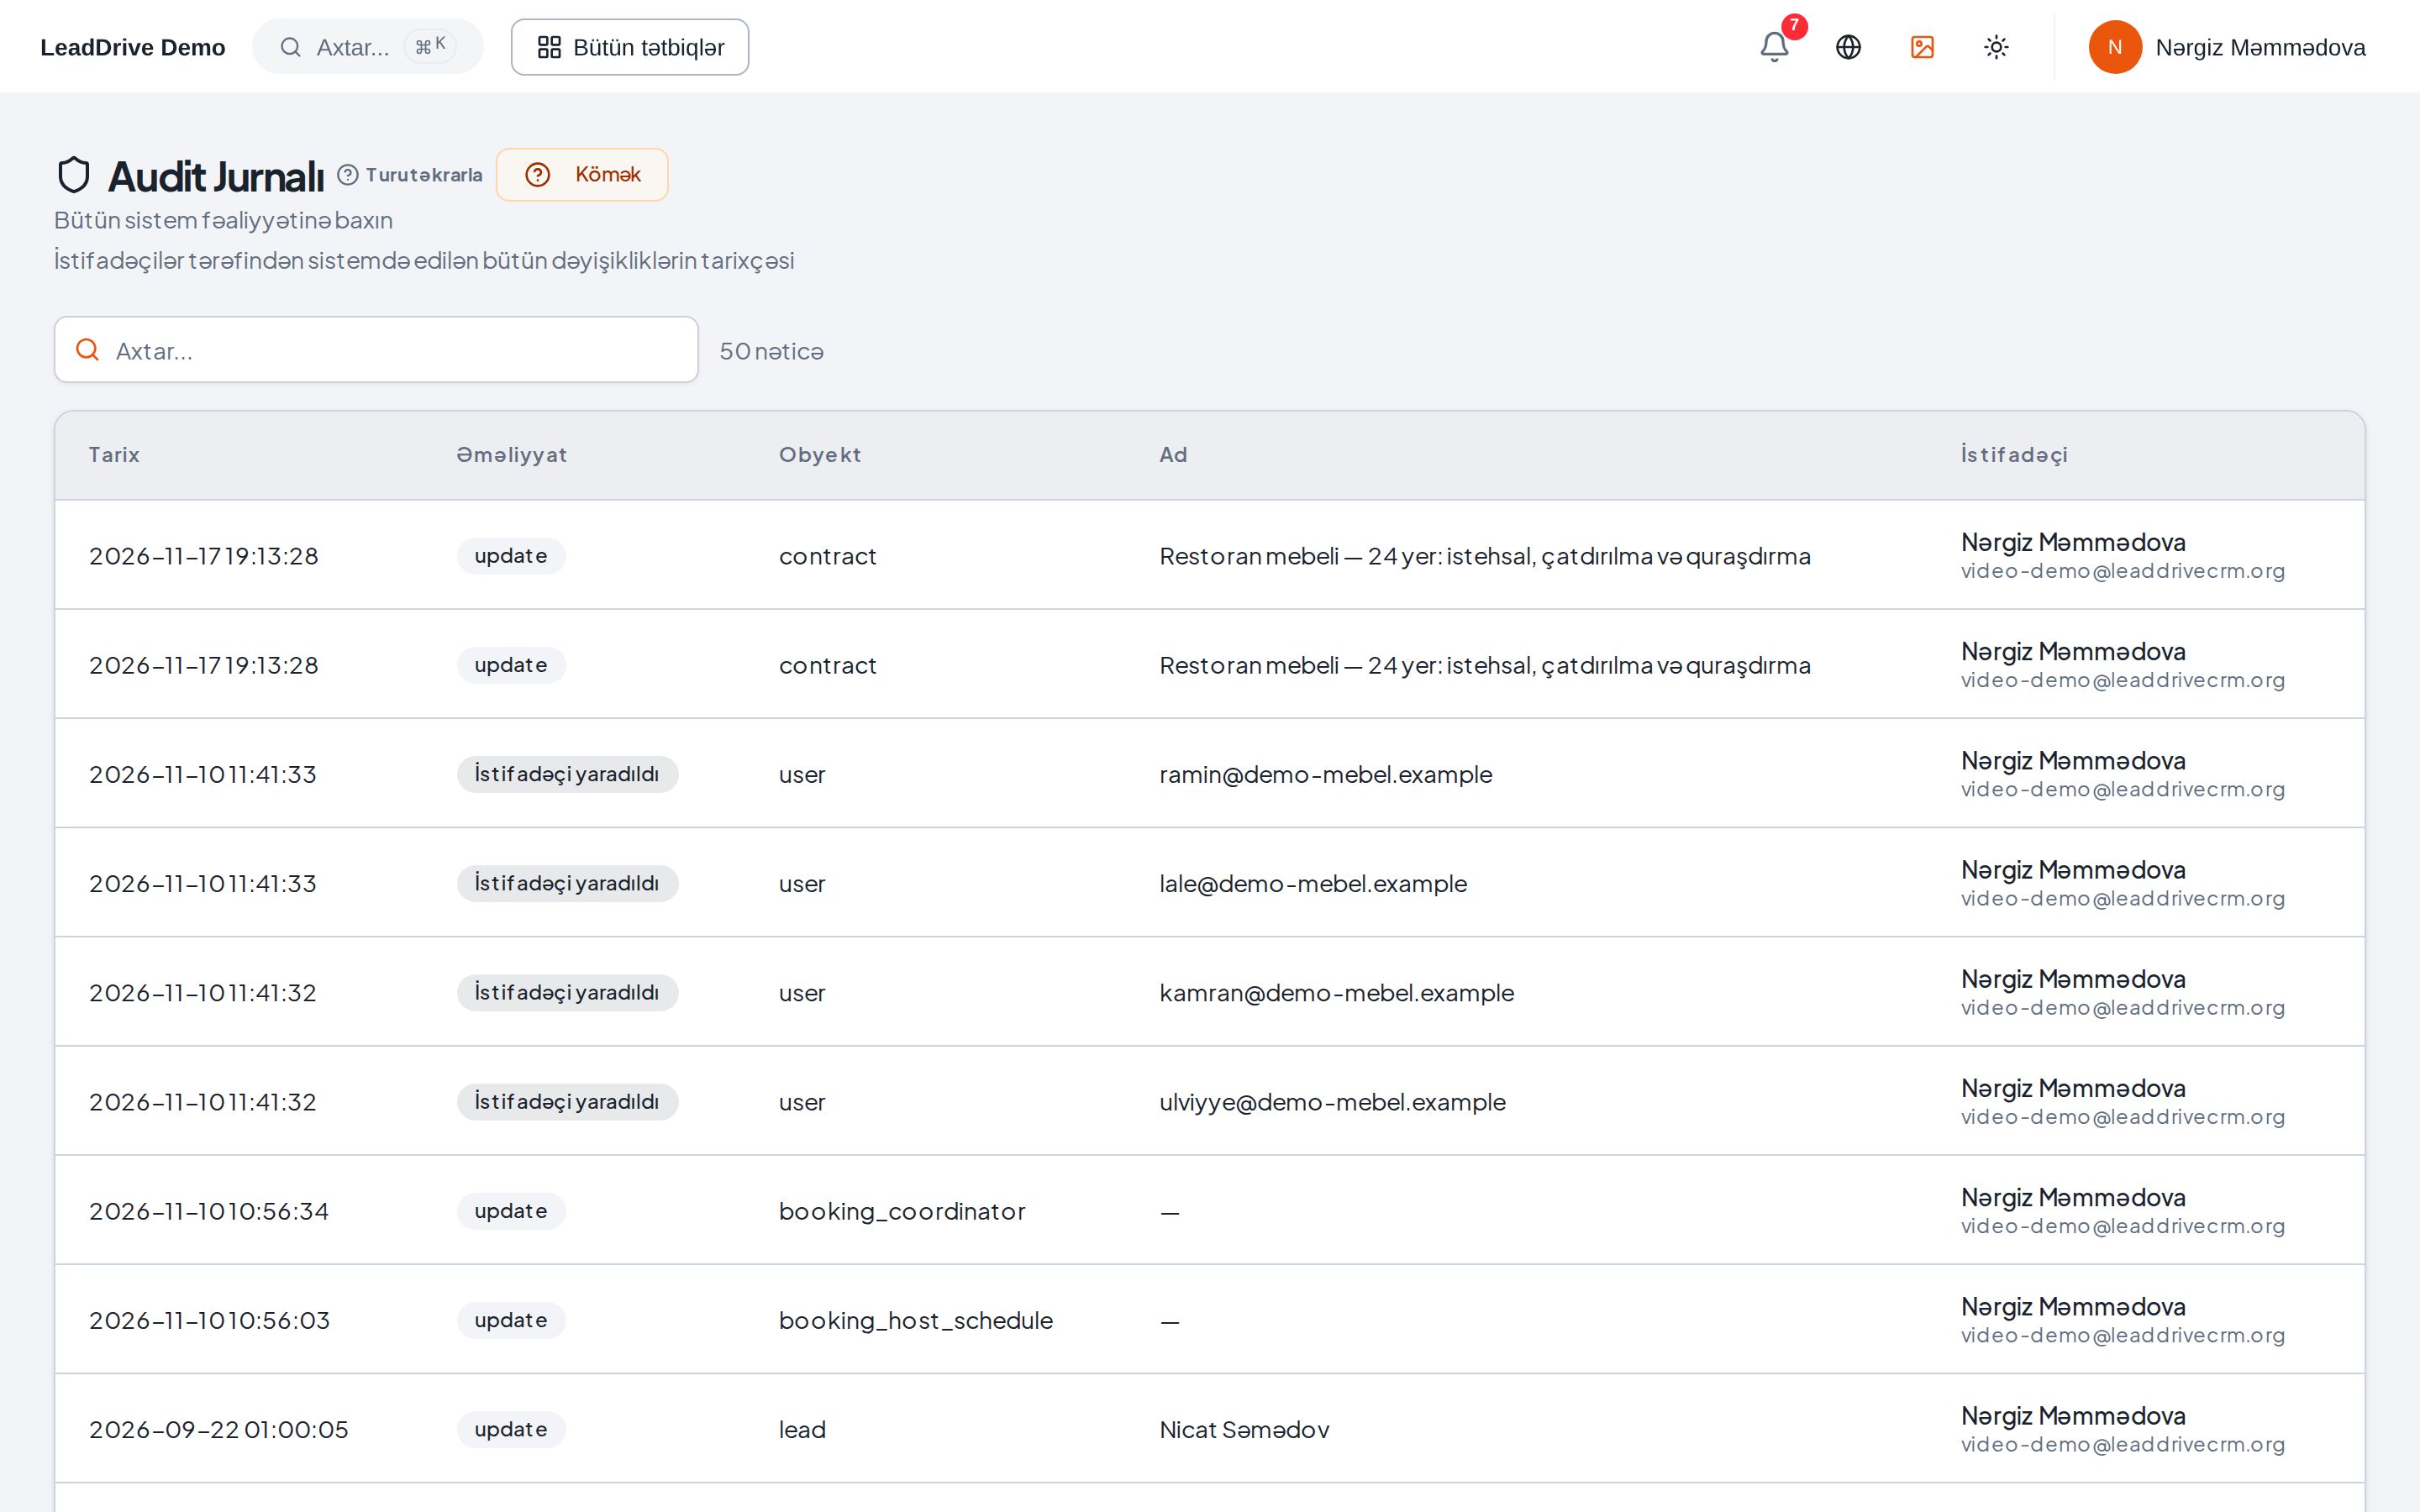 LeadDrive Demo Axtar... ⌘K Bütün tətbiqlər 7 N Nərgiz Məmmədova
Audit Jurnalı Turu təkrarla Kömək
Bütün sistem fəaliyyətinə baxın
İstifadəçilər tərəfindən sistemdə edilən bütün dəyişikliklərin tarixçəsi
Axtar... 50 nəticə
Tarix Əməliyyat Obyekt Ad İstifadəçi
2026-11-17 19:13:28 update contract Restoran mebeli — 24 yer: istehsal, çatdırılma və quraşdırma Nərgiz Məmmədova
video-demo@leaddrivecrm.org
2026-11-17 19:13:28 update contract Restoran mebeli — 24 yer: istehsal, çatdırılma və quraşdırma Nərgiz Məmmədova
video-demo@leaddrivecrm.org
2026-11-10 11:41:33 İstifadəçi yaradıldı user ramin@demo-mebel.example Nərgiz Məmmədova
video-demo@leaddrivecrm.org
2026-11-10 11:41:33 İstifadəçi yaradıldı user lale@demo-mebel.example Nərgiz Məmmədova
video-demo@leaddrivecrm.org
2026-11-10 11:41:32 İstifadəçi yaradıldı user kamran@demo-mebel.example Nərgiz Məmmədova
video-demo@leaddrivecrm.org
2026-11-10 11:41:32 İstifadəçi yaradıldı user ulviyye@demo-mebel.example Nərgiz Məmmədova
video-demo@leaddrivecrm.org
2026-11-10 10:56:34 update booking_coordinator — Nərgiz Məmmədova
video-demo@leaddrivecrm.org
2026-11-10 10:56:03 update booking_host_schedule — Nərgiz Məmmədova
video-demo@leaddrivecrm.org
2026-09-22 01:00:05 update lead Nicat Səmədov Nərgiz Məmmədova
video-demo@leaddrivecrm.org